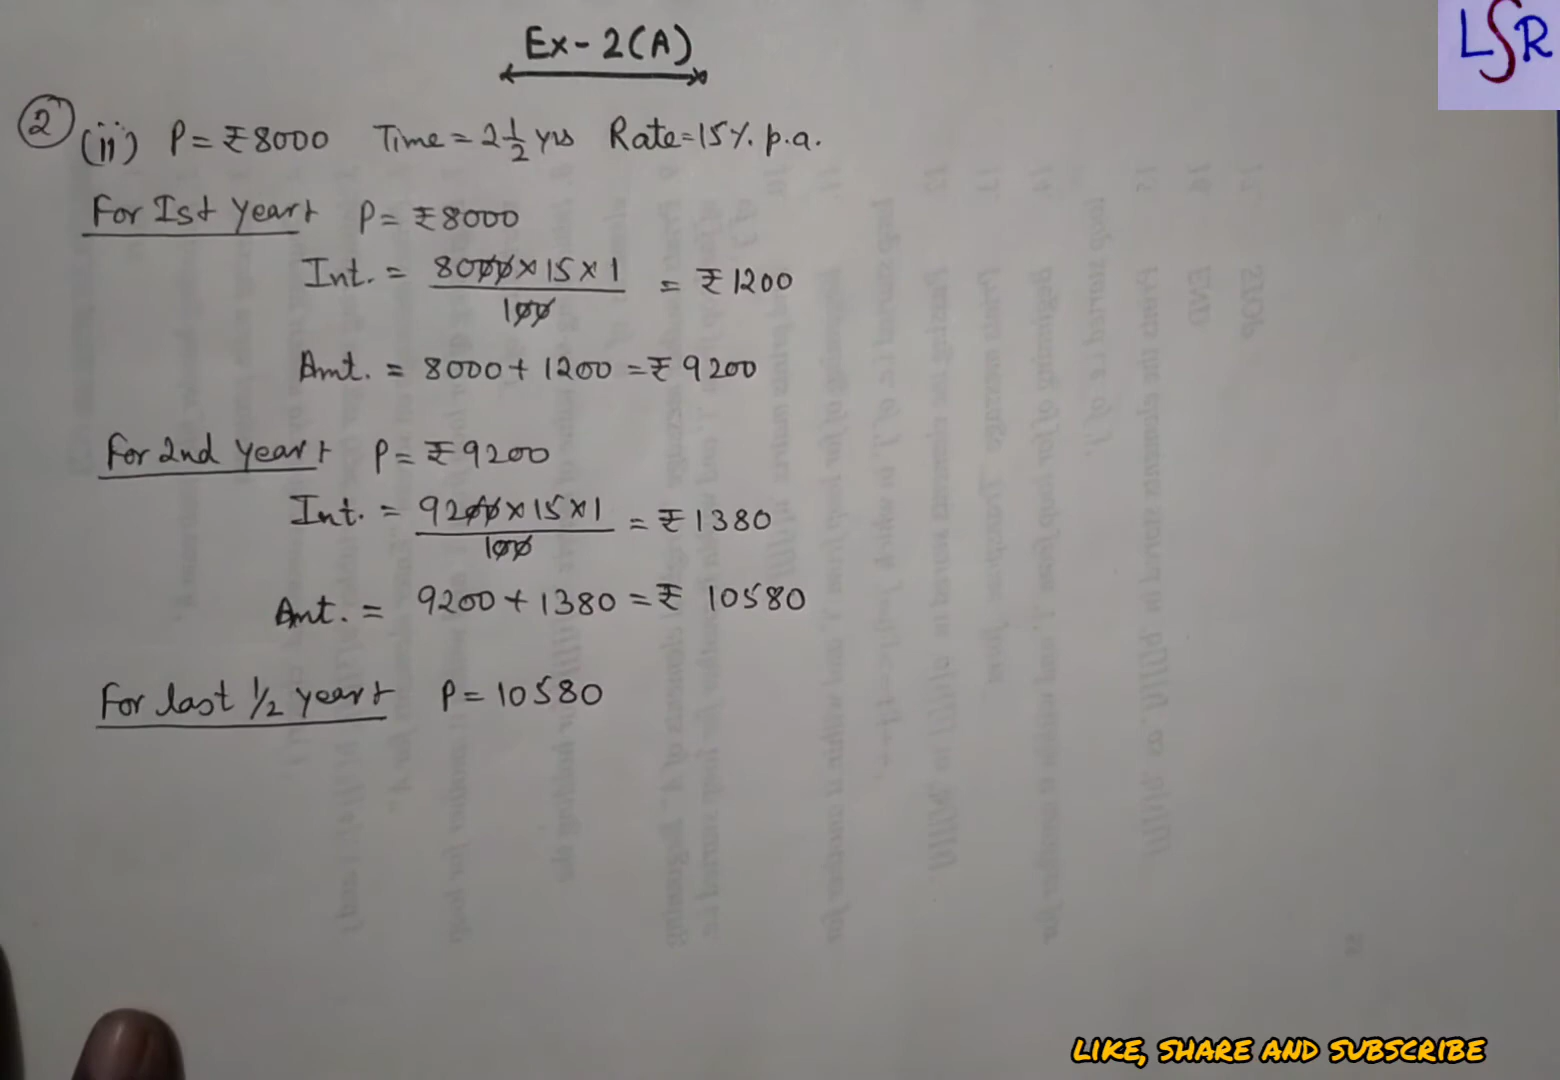 Ex-2(A)
LSR
② (ii) P = ₹8000 Time = 2 1/2 yrs Rate = 15% p.a.
For Ist year P = ₹8000
Int. = 8000 × 15 × 1 / 100 = ₹1200
Amt. = 8000 + 1200 = ₹9200
For 2nd year P = ₹9200
Int. = 9200 × 15 × 1 / 100 = ₹1380
Amt. = 9200 + 1380 = ₹10580
For last 1/2 year P = 10580
LIKE, SHARE AND SUBSCRIBE